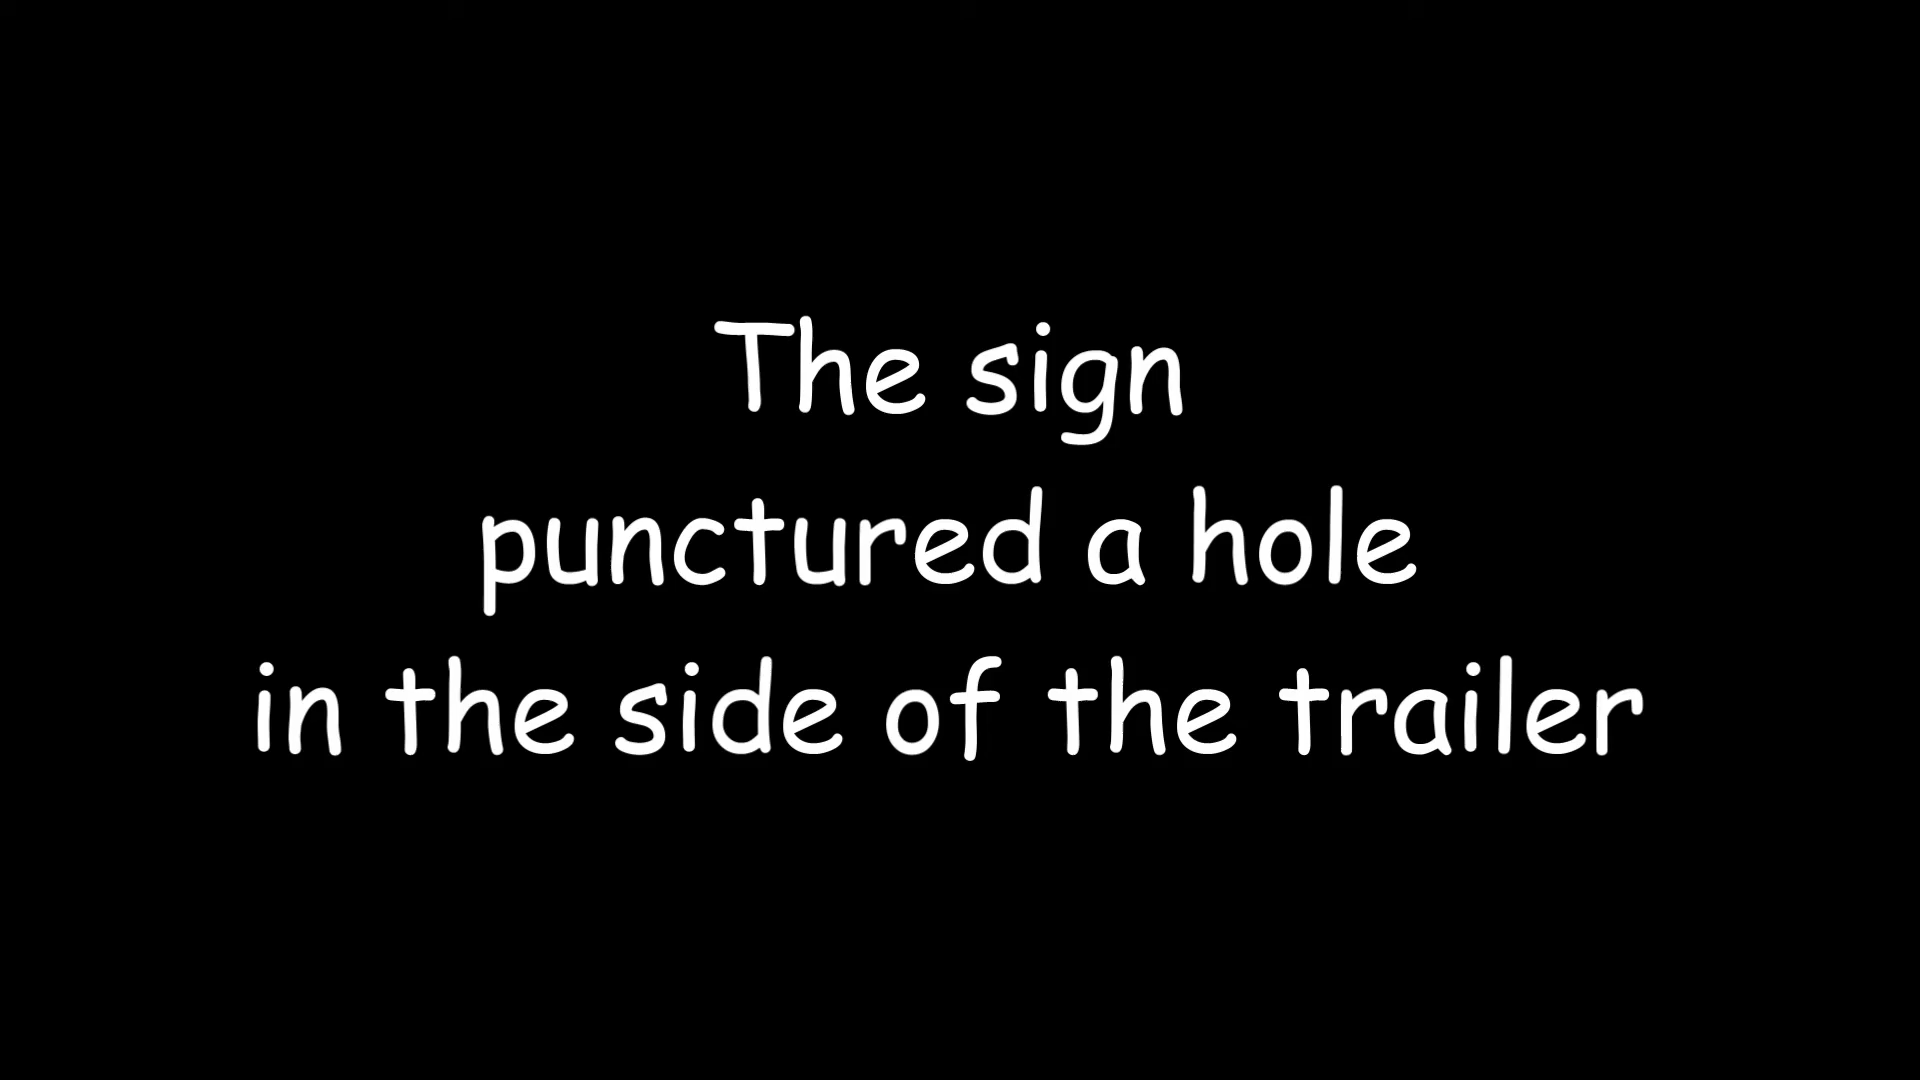 The sign
punctured a hole
in the side of the trailer